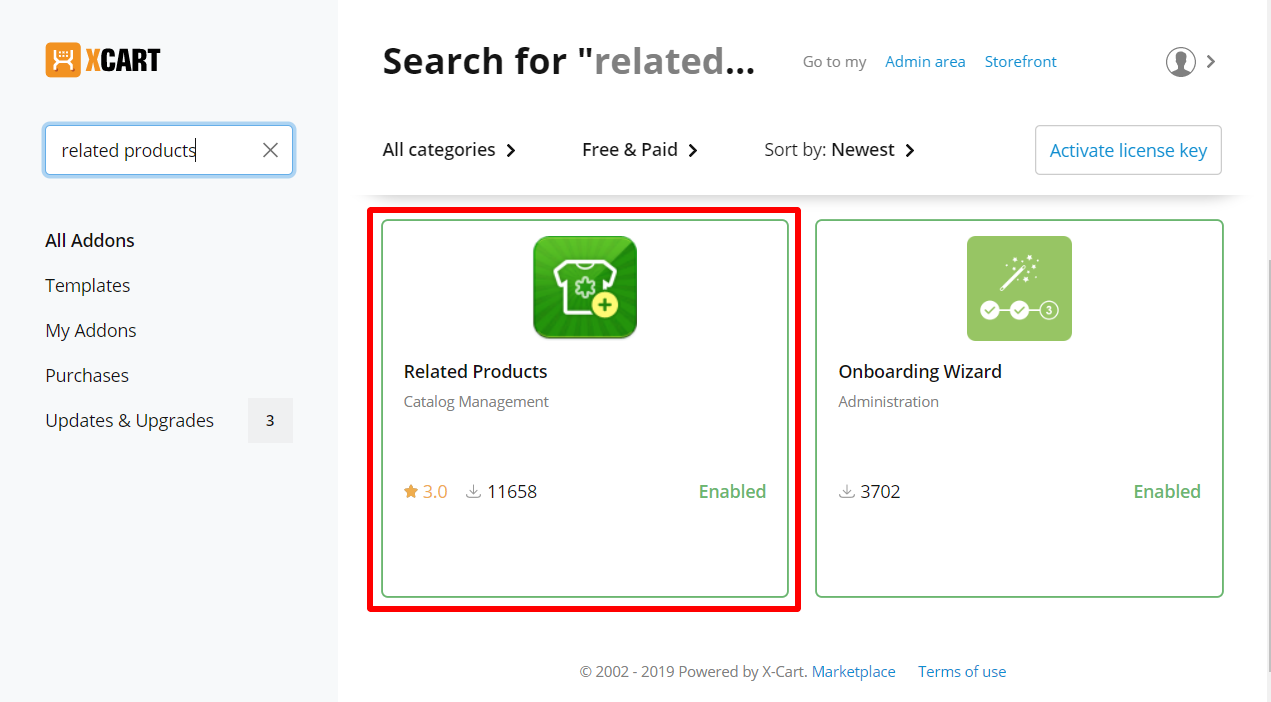 XCART
related products
All Addons
Templates
My Addons
Purchases
Updates & Upgrades 3
Search for "related...
Go to my Admin area Storefront
All categories Free & Paid Sort by: Newest Activate license key
Related Products
Catalog Management
3.0 11658 Enabled
3
Onboarding Wizard
Administration
3702 Enabled
© 2002 - 2019 Powered by X-Cart. Marketplace Terms of use